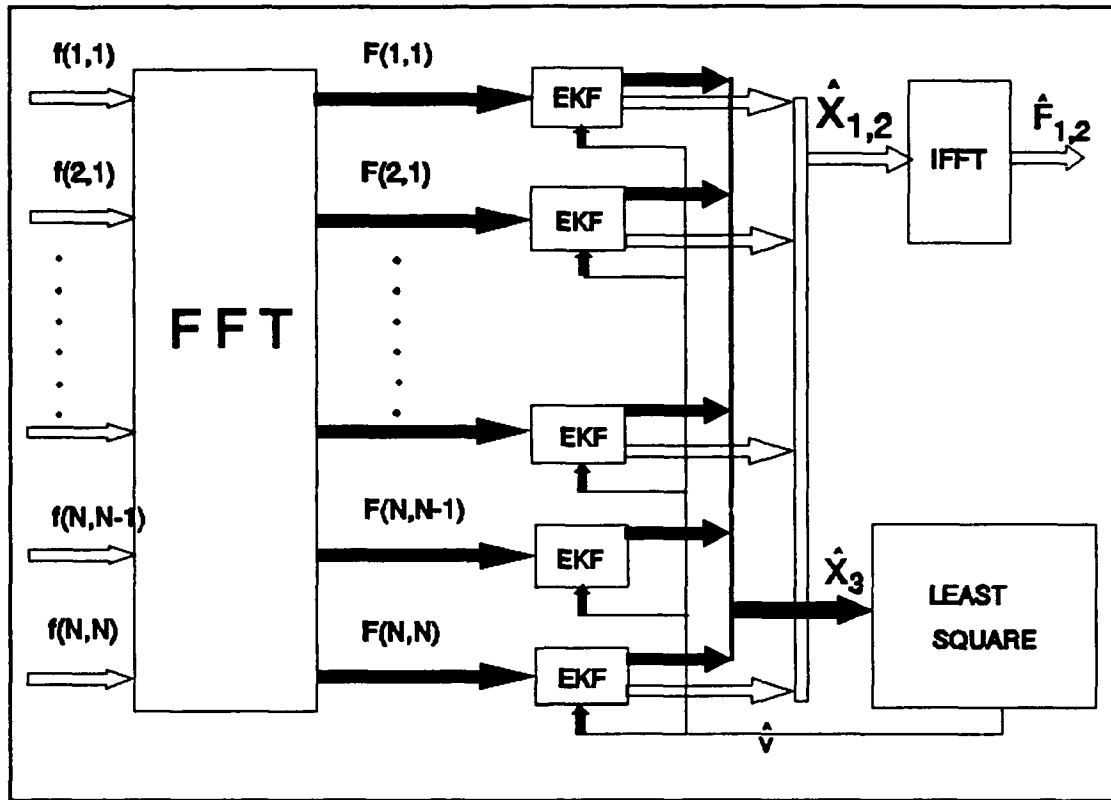 f(1,1)
F(1,1)
EKF
X̂1,2
IFFT
F̂1,2
f(2,1)
F(2,1)
EKF
FFT
EKF
f(N,N-1)
F(N,N-1)
EKF
X̂3
LEAST
SQUARE
f(N,N)
F(N,N)
EKF
v̂